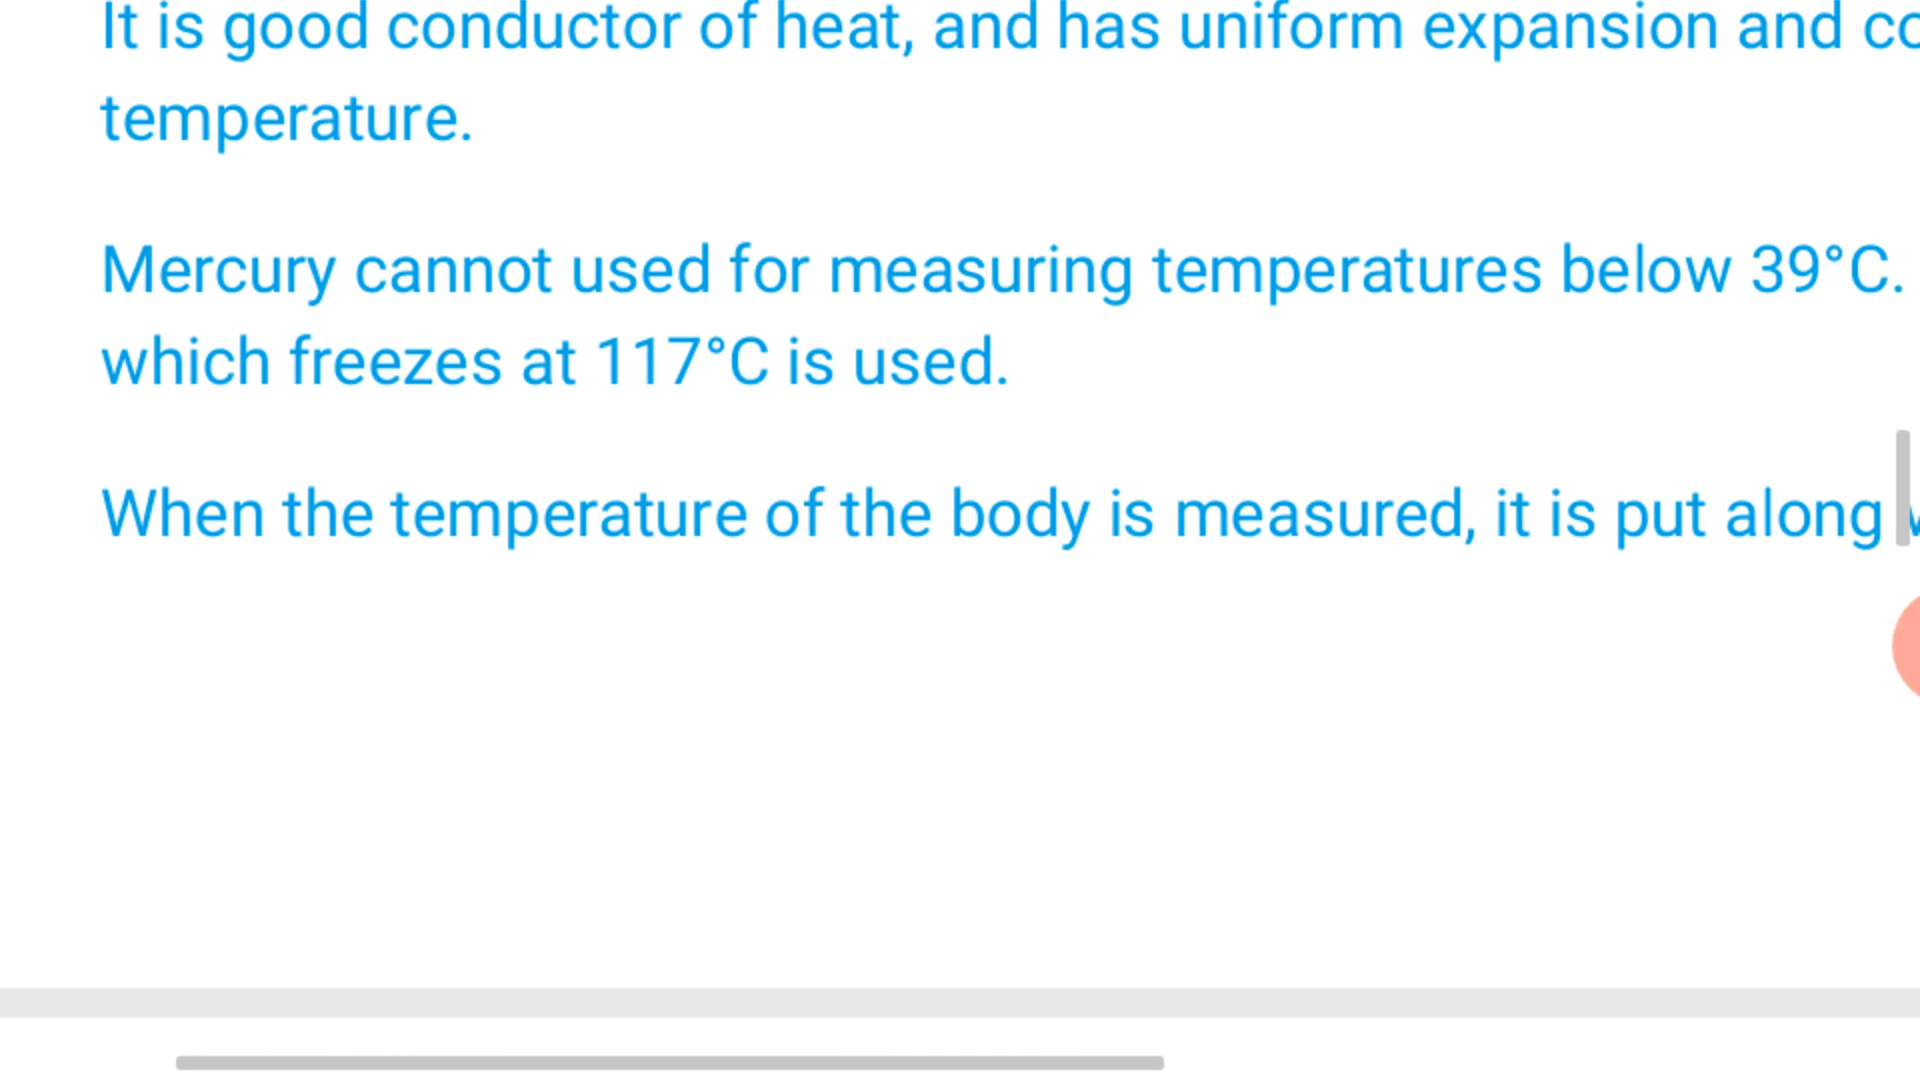 It is good conductor of heat, and has uniform expansion and
temperature.
Mercury cannot used for measuring temperatures below 39°C.
which freezes at 117°C is used.
When the temperature of the body is measured, it is put along